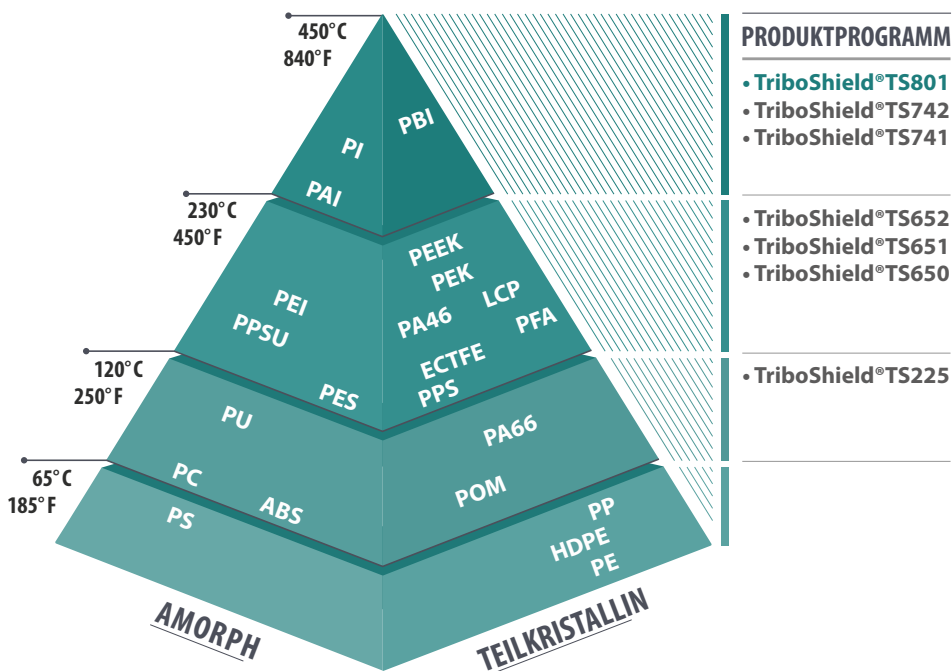 450°C
840°F
PRODUKTPROGRAMM
• TriboShield®TS801
• TriboShield®TS742
• TriboShield®TS741
PBI
PI
PAI
230°C
450°F
• TriboShield®TS652
• TriboShield®TS651
• TriboShield®TS650
PEEK
PEK
LCP
PEI
PA46
PFA
PPSU
ECTFE
PES
PPS
120°C
250°F
• TriboShield®TS225
PU
PA66
65°C
185°F
PC
POM
ABS
PS
PP
HDPE
PE
AMORPH
TEILKRISTALLIN